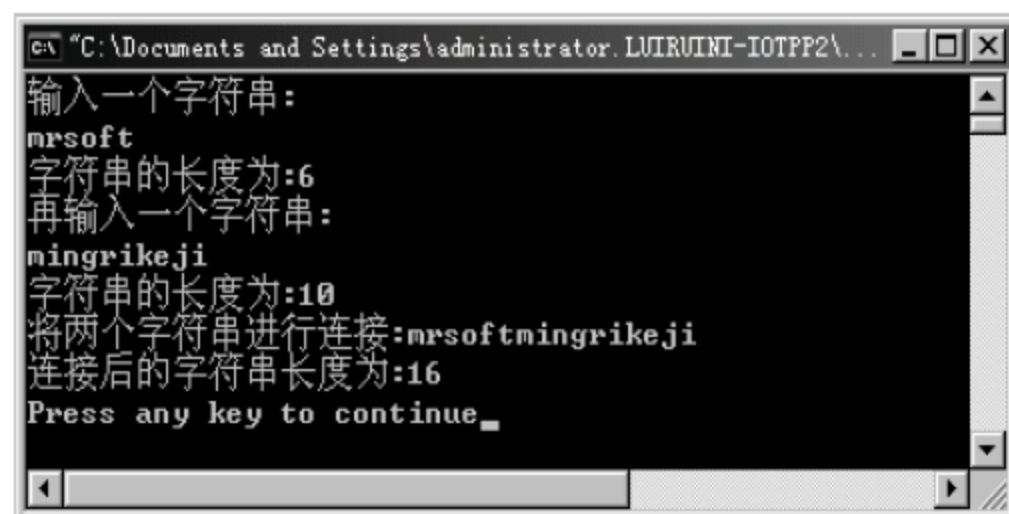 "C:\Documents and Settings\administrator.LUIRUINI-IOTPP2\...
输入一个字符串:
mrsoft
字符串的长度为:6
再输入一个字符串:
mingrikeji
字符串的长度为:10
将两个字符串进行连接:mrsoftmingrikeji
连接后的字符串长度为:16
Press any key to continue